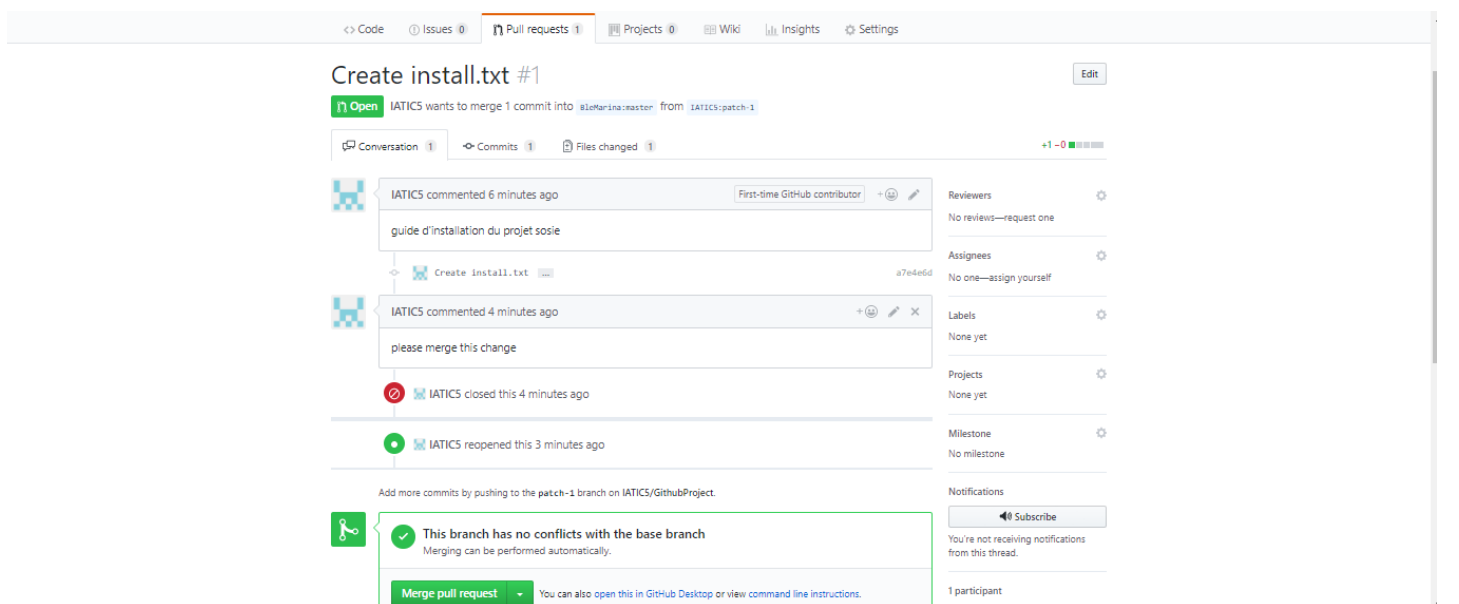 Code Issues 0 Pull requests 1 Projects 0 Wiki Insights Settings
Create install.txt #1
Edit
Open IATIC5 wants to merge 1 commit into BleMarina:master from IATIC5:patch-1
Conversation 1 Commits 1 Files changed 1
+1 −0
IATIC5 commented 6 minutes ago
First-time GitHub contributor
guide d'installation du projet sosie
Create install.txt ...
a7e4e6d
IATIC5 commented 4 minutes ago
please merge this change
IATIC5 closed this 4 minutes ago
IATIC5 reopened this 3 minutes ago
Add more commits by pushing to the patch-1 branch on IATIC5/GithubProject.
This branch has no conflicts with the base branch
Merging can be performed automatically.
Merge pull request
You can also open this in GitHub Desktop or view command line instructions.
Reviewers
No reviews—request one
Assignees
No one—assign yourself
Labels
None yet
Projects
None yet
Milestone
No milestone
Notifications
Subscribe
You're not receiving notifications
from this thread.
1 participant